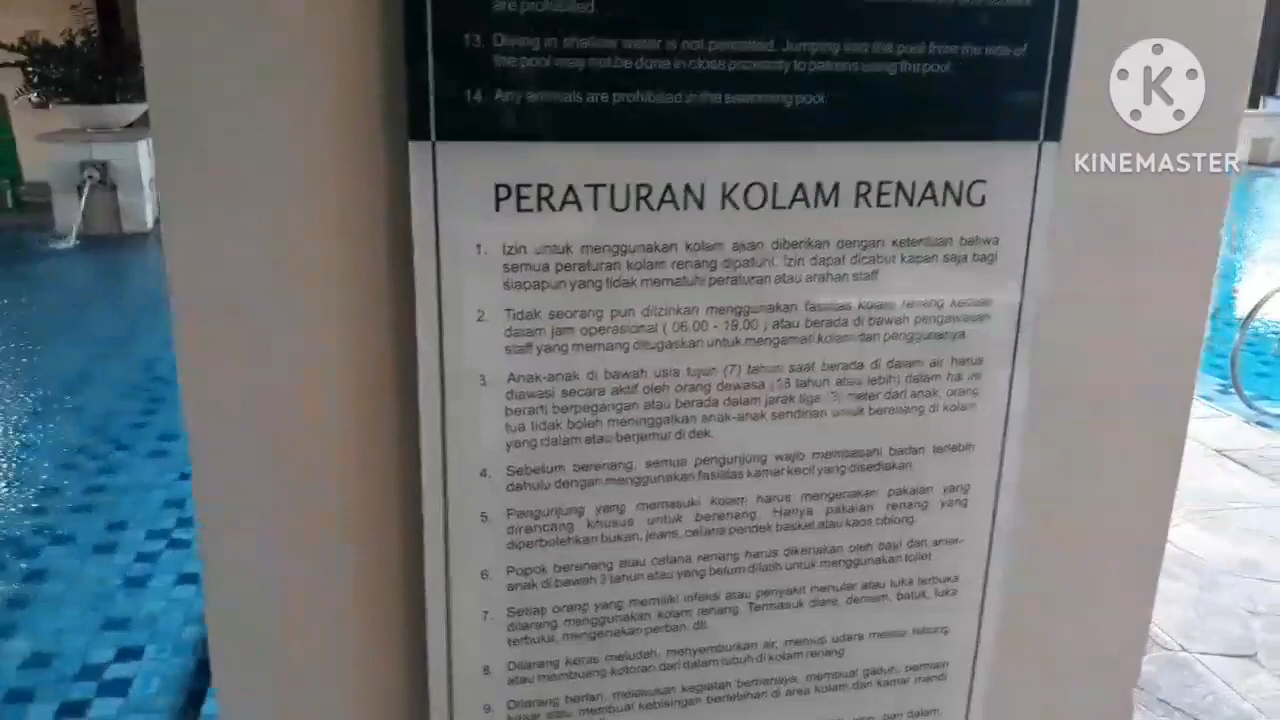 are prohibited.
13. Diving in shallow water is not permitted. Jumping into the pool from the side of
the pool may not be done in close proximity to patrons using the pool
14. Any animals are prohibited in the swimming pool
K
KINEMASTER
PERATURAN KOLAM RENANG
1. Izin untuk menggunakan kolam akan diberikan dengan ketentuan bahwa
semua peraturan kolam renang dipatuhi. Izin dapat dicabut kapan saja bagi
siapapun yang tidak mematuhi peraturan atau arahan staff
2. Tidak seorang pun diizinkan menggunakan fasilitas kolam renang kecuali
dalam jam operasional ( 06.00 - 19.00 ) atau berada di bawah pengawasan
staff yang memang ditugaskan untuk mengamati kolam dan penggunanya.
3. Anak-anak di bawah usia tujuh (7) tahun saat berada di dalam air harus
diawasi secara aktif oleh orang dewasa (18 tahun atau lebih) dalam hal ini
berarti berpegangan atau berada dalam jarak tiga (3) meter dari anak, orang
tua tidak boleh meninggalkan anak-anak sendirian untuk berenang di kolam
yang dalam atau berjemur di dek.
4. Sebelum berenang, semua pengunjung wajib membasahi badan terlebih
dahulu dengan menggunakan fasilitas kamar kecil yang disediakan
5. Pengunjung yang memasuki kolam harus mengenakan pakaian yang
dirancang khusus untuk berenang. Hanya pakaian renang yang
diperbolehkan bukan, jeans, celana pendek basket atau kaos oblong.
6. Popok berenang atau celana renang harus dikenakan oleh bayi dan anak-
anak di bawah 3 tahun atau yang belum dilatih untuk menggunakan toilet
7. Setiap orang yang memiliki infeksi atau penyakit menular atau luka terbuka
dilarang menggunakan kolam renang. Termasuk diare, demam, batuk, luka
terbuka, mengenakan perban, dll.
8. Dilarang keras meludah, menyemburkan air, meniup udara melalui hidung,
atau membuang kotoran dari dalam tubuh di kolam renang
9. Dilarang berlari, melakukan kegiatan berbahaya, membuat gaduh, bermain
kasar atau membuat kebisingan berlebihan di area kolam dan kamar mandi
dan dalam,